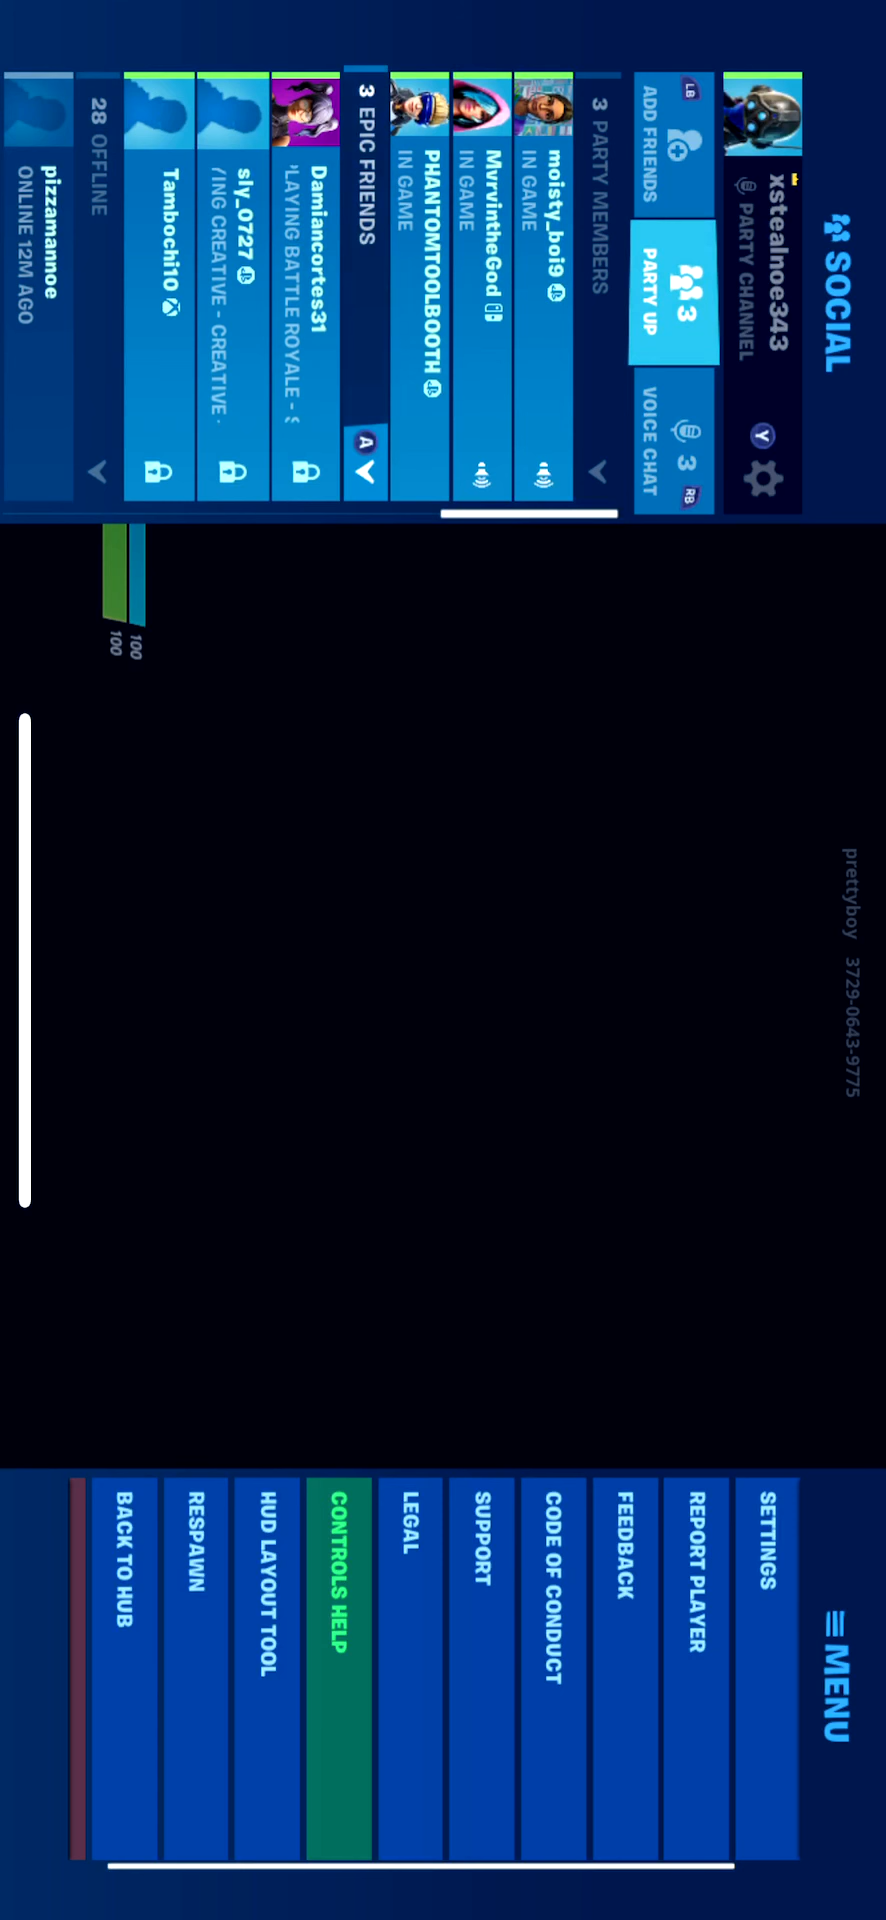 SOCIAL
xstealnoe343
PARTY CHANNEL
Y
LB
ADD FRIENDS
3
PARTY UP
3
RB
VOICE CHAT
3 PARTY MEMBERS
moisty_boi9
IN GAME
MvrvintheGod
IN GAME
PHANTOMTOOLBOOTH
IN GAME
3 EPIC FRIENDS
A
Damiancortes31
LAYING BATTLE ROYALE - S
sly_0727
YING CREATIVE - CREATIVE -
Tambochi10
28 OFFLINE
pizzamannoe
ONLINE 12M AGO
100
100
prettyboy 3729-0643-9775
MENU
SETTINGS
REPORT PLAYER
FEEDBACK
CODE OF CONDUCT
SUPPORT
LEGAL
CONTROLS HELP
HUD LAYOUT TOOL
RESPAWN
BACK TO HUB